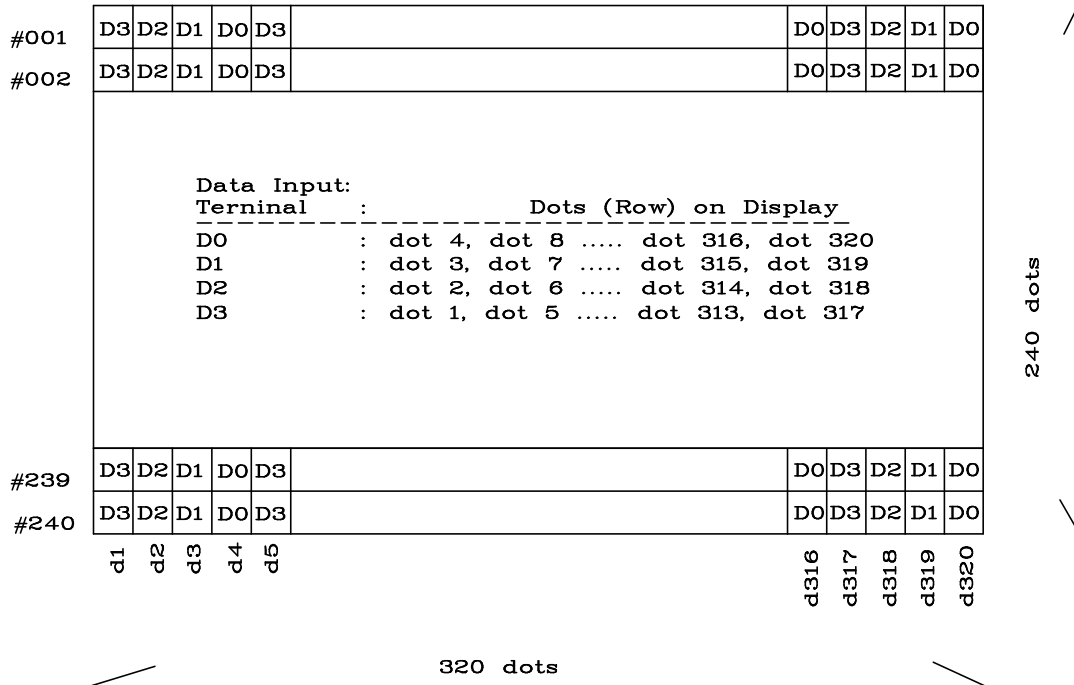 #001 D3 D2 D1 D0 D3 D0 D3 D2 D1 D0
#002 D3 D2 D1 D0 D3 D0 D3 D2 D1 D0
Data Input:
Terninal : Dots (Row) on Display
D0 : dot 4, dot 8 ..... dot 316, dot 320
D1 : dot 3, dot 7 ..... dot 315, dot 319
D2 : dot 2, dot 6 ..... dot 314, dot 318
D3 : dot 1, dot 5 ..... dot 313, dot 317
240 dots
#239 D3 D2 D1 D0 D3 D0 D3 D2 D1 D0
#240 D3 D2 D1 D0 D3 D0 D3 D2 D1 D0
d1 d2 d3 d4 d5 d316 d317 d318 d319 d320
320 dots